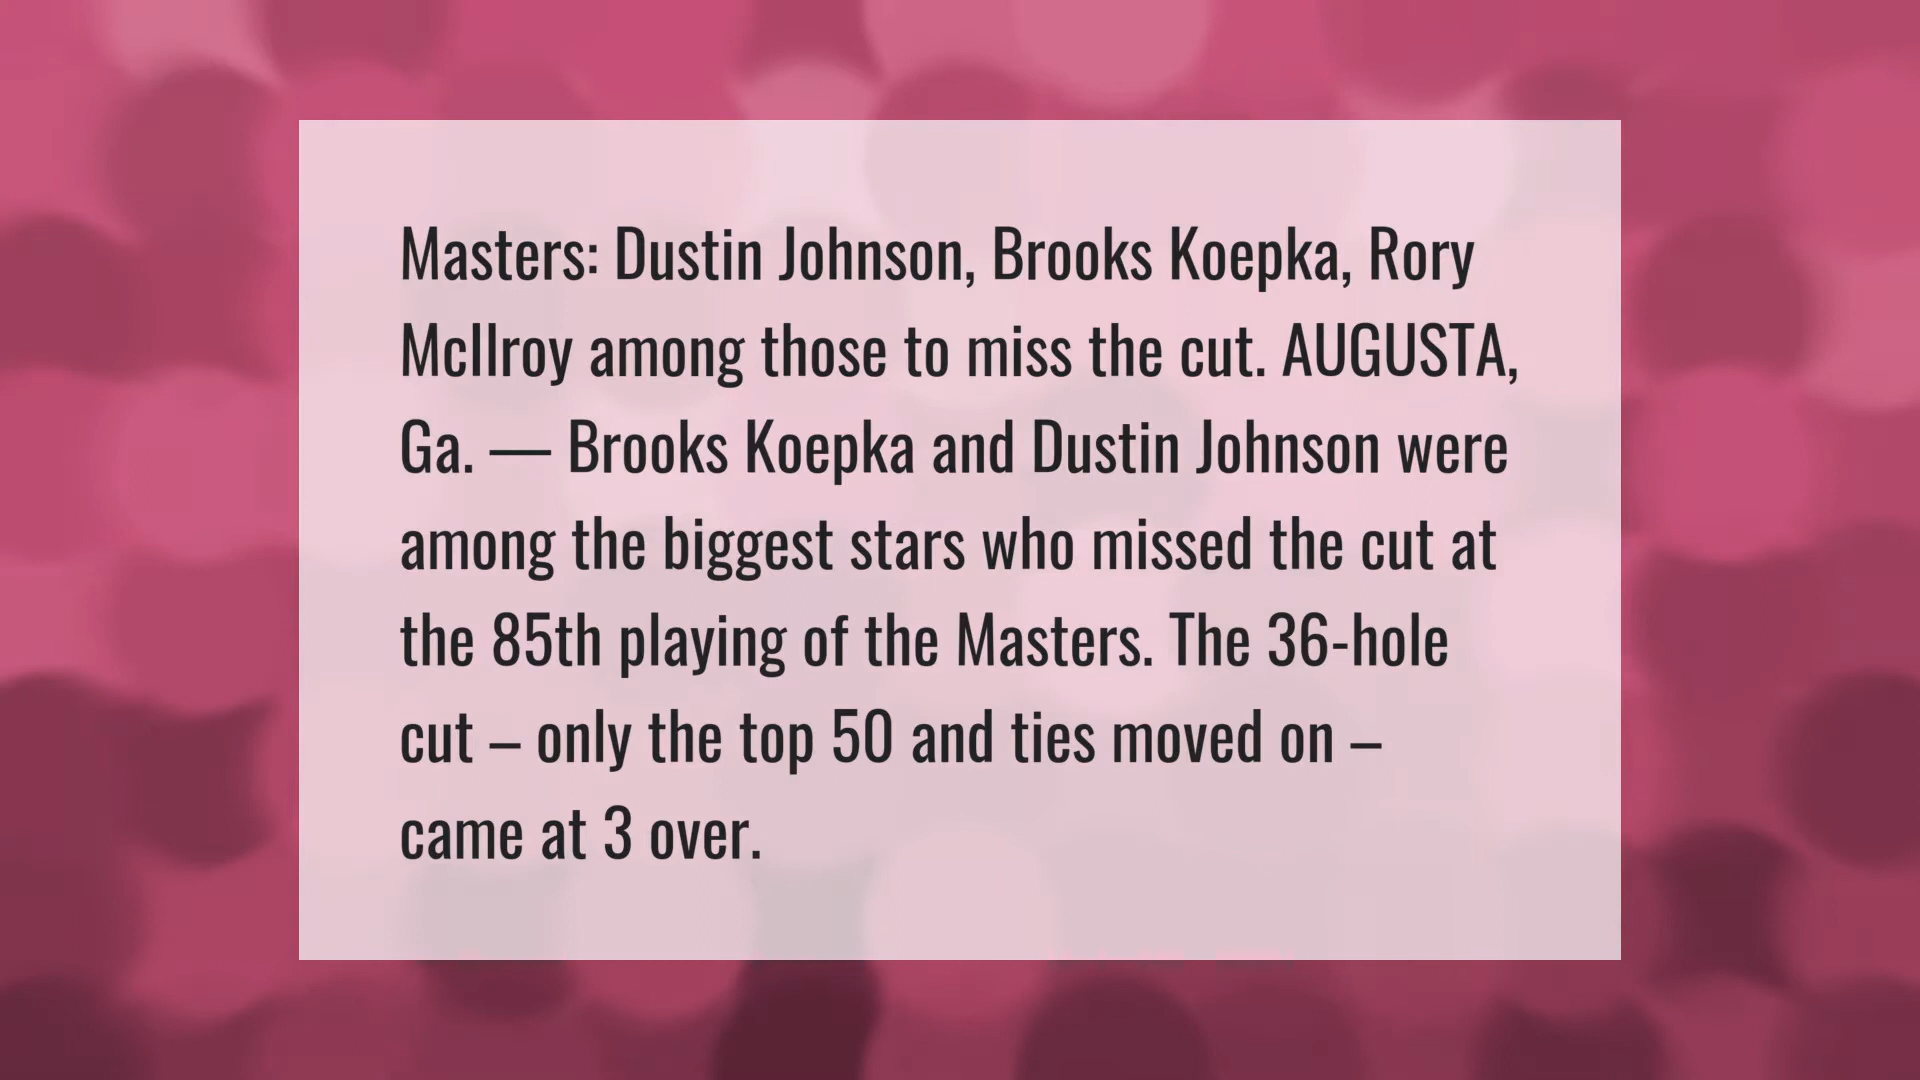 Masters: Dustin Johnson, Brooks Koepka, Rory
McIlroy among those to miss the cut. AUGUSTA,
Ga. — Brooks Koepka and Dustin Johnson were
among the biggest stars who missed the cut at
the 85th playing of the Masters. The 36-hole
cut – only the top 50 and ties moved on –
came at 3 over.